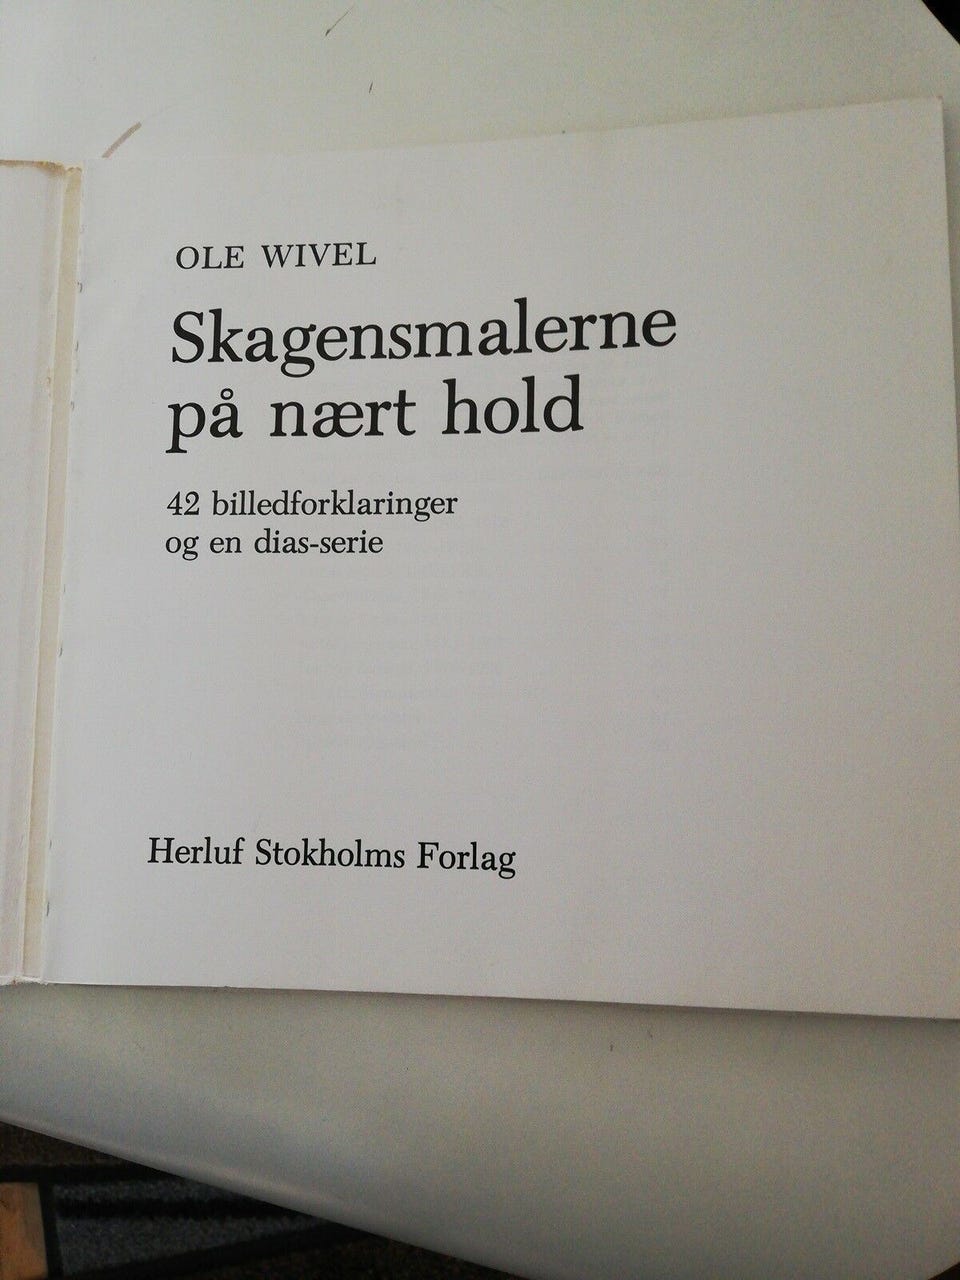 OLE WIVEL
Skagensmalerne
på nært hold
42 billedforklaringer
og en dias-serie
Herluf Stokholms Forlag